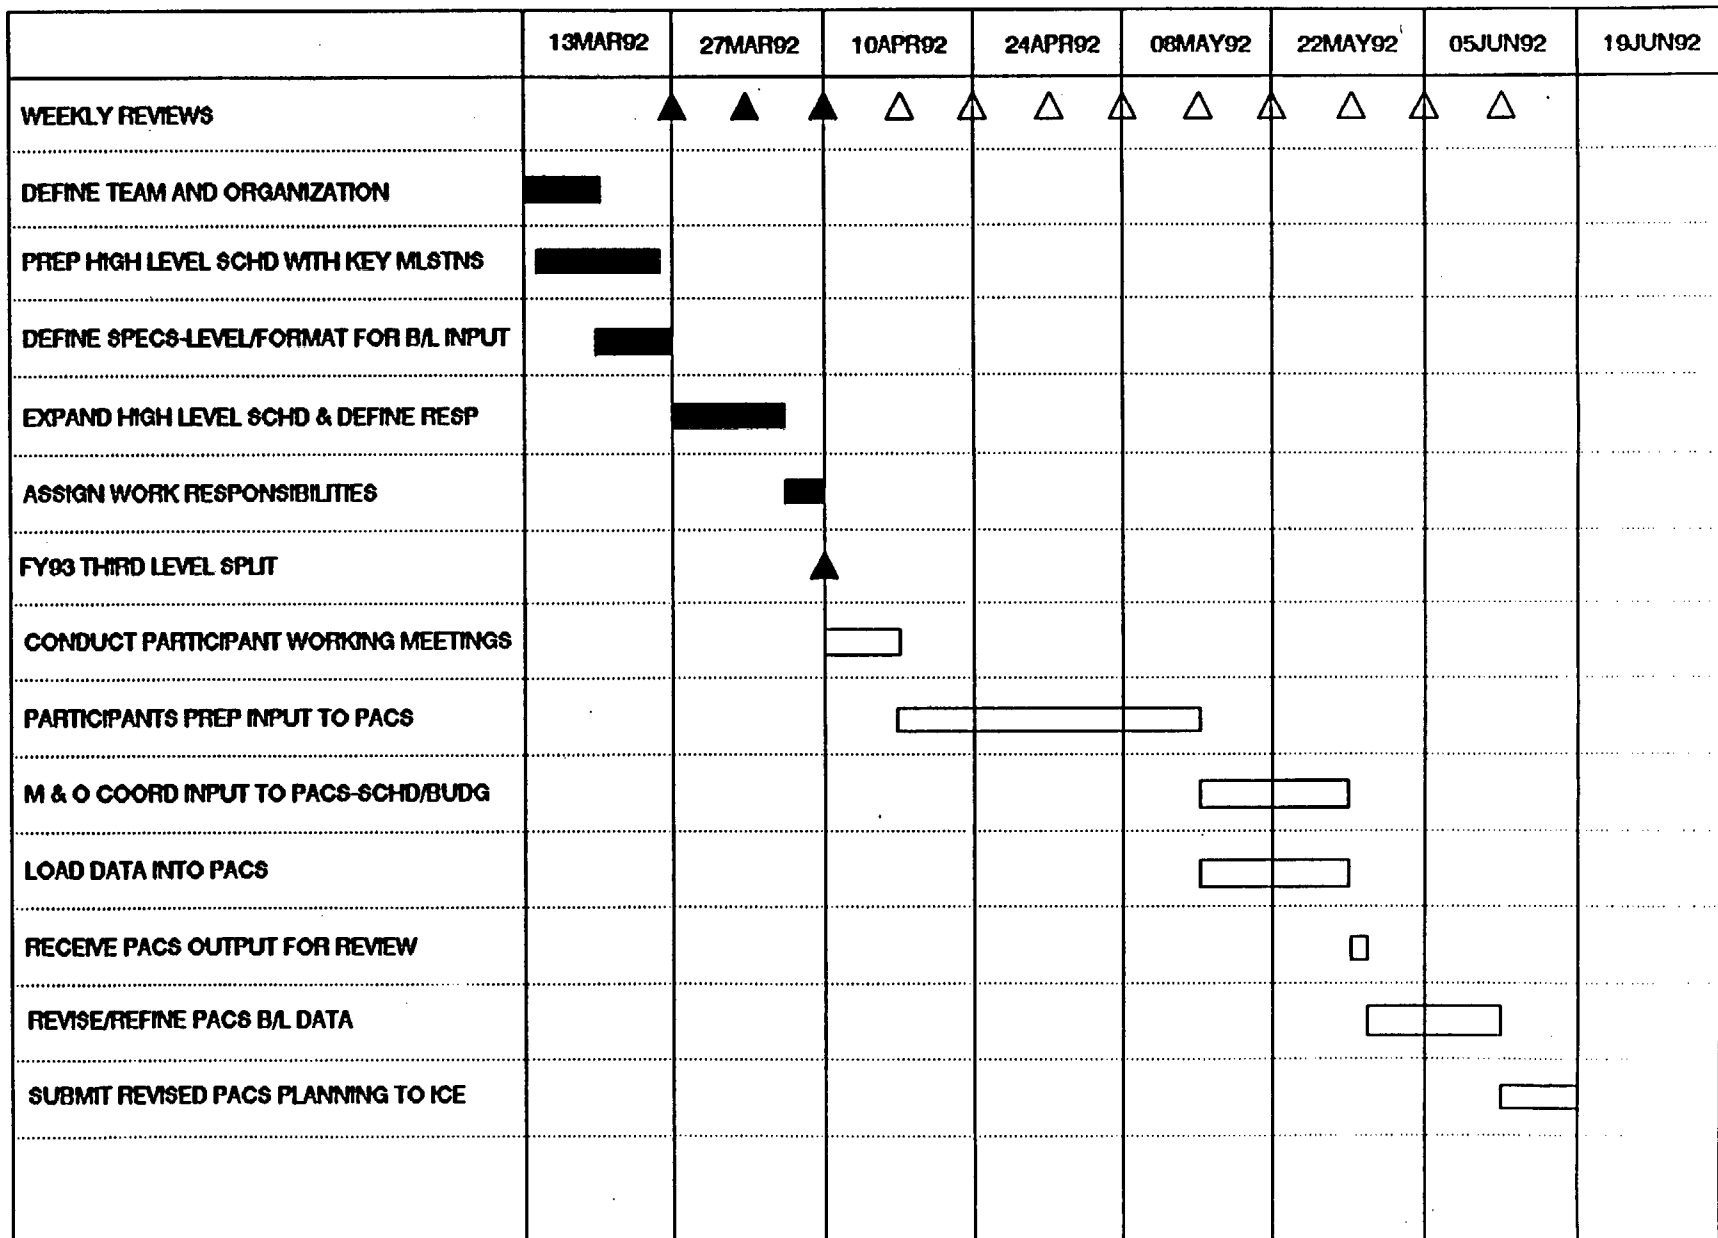 13MAR92 27MAR92 10APR92 24APR92 08MAY92 22MAY92 05JUN92 19JUN92
WEEKLY REVIEWS
DEFINE TEAM AND ORGANIZATION
PREP HIGH LEVEL SCHD WITH KEY MLSTNS
DEFINE SPECS-LEVEL/FORMAT FOR B/L INPUT
EXPAND HIGH LEVEL SCHD & DEFINE RESP
ASSIGN WORK RESPONSIBILITIES
FY93 THIRD LEVEL SPLIT
CONDUCT PARTICIPANT WORKING MEETINGS
PARTICIPANTS PREP INPUT TO PACS
M & O COORD INPUT TO PACS-SCHD/BUDG
LOAD DATA INTO PACS
RECEIVE PACS OUTPUT FOR REVIEW
REVISE/REFINE PACS B/L DATA
SUBMIT REVISED PACS PLANNING TO ICE